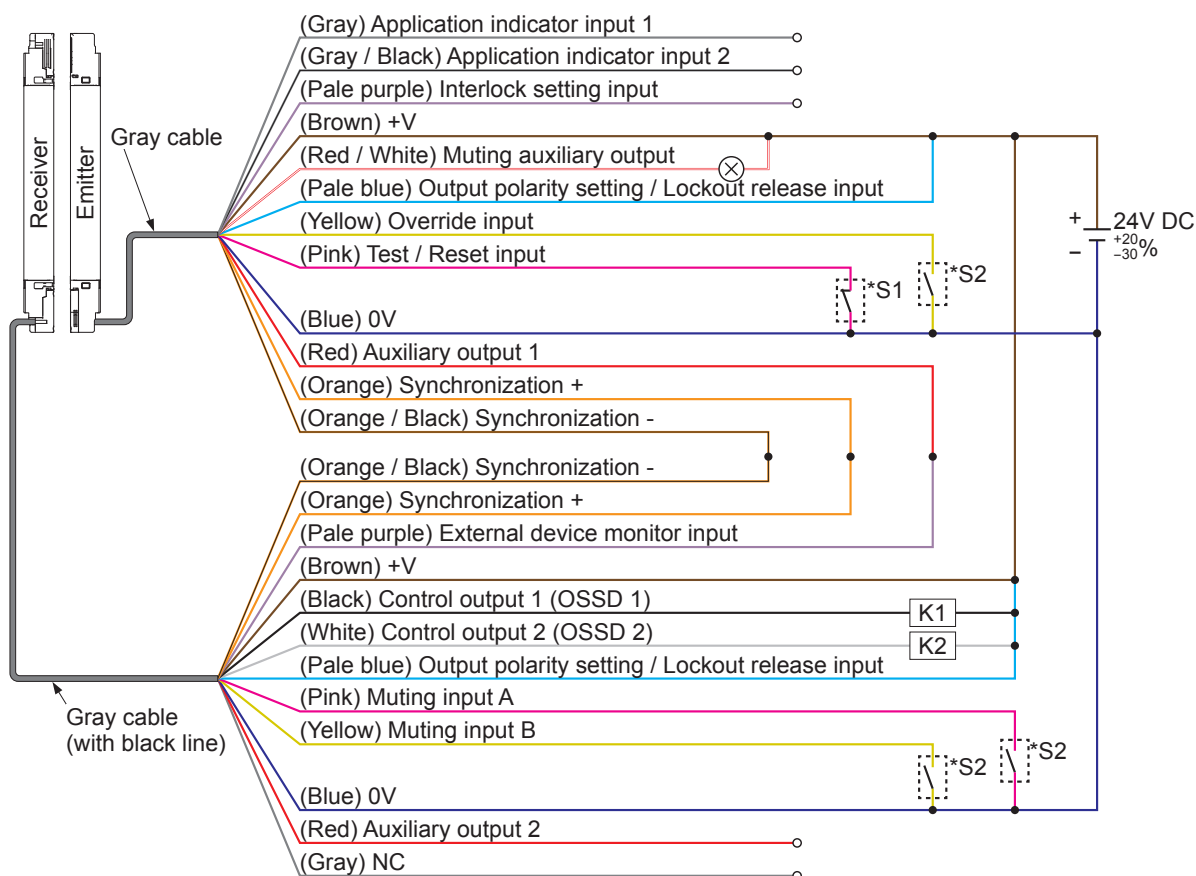 (Gray) Application indicator input 1
(Gray / Black) Application indicator input 2
(Pale purple) Interlock setting input
(Brown) +V
(Red / White) Muting auxiliary output
(Pale blue) Output polarity setting / Lockout release input
(Yellow) Override input
(Pink) Test / Reset input
(Blue) 0V
(Red) Auxiliary output 1
(Orange) Synchronization +
(Orange / Black) Synchronization -
Receiver
Emitter
Gray cable
*S1
*S2
+
−
24V DC
+20
−30 %
(Orange / Black) Synchronization -
(Orange) Synchronization +
(Pale purple) External device monitor input
(Brown) +V
(Black) Control output 1 (OSSD 1)
(White) Control output 2 (OSSD 2)
(Pale blue) Output polarity setting / Lockout release input
(Pink) Muting input A
(Yellow) Muting input B
(Blue) 0V
(Red) Auxiliary output 2
(Gray) NC
K1
K2
*S2
*S2
Gray cable
(with black line)